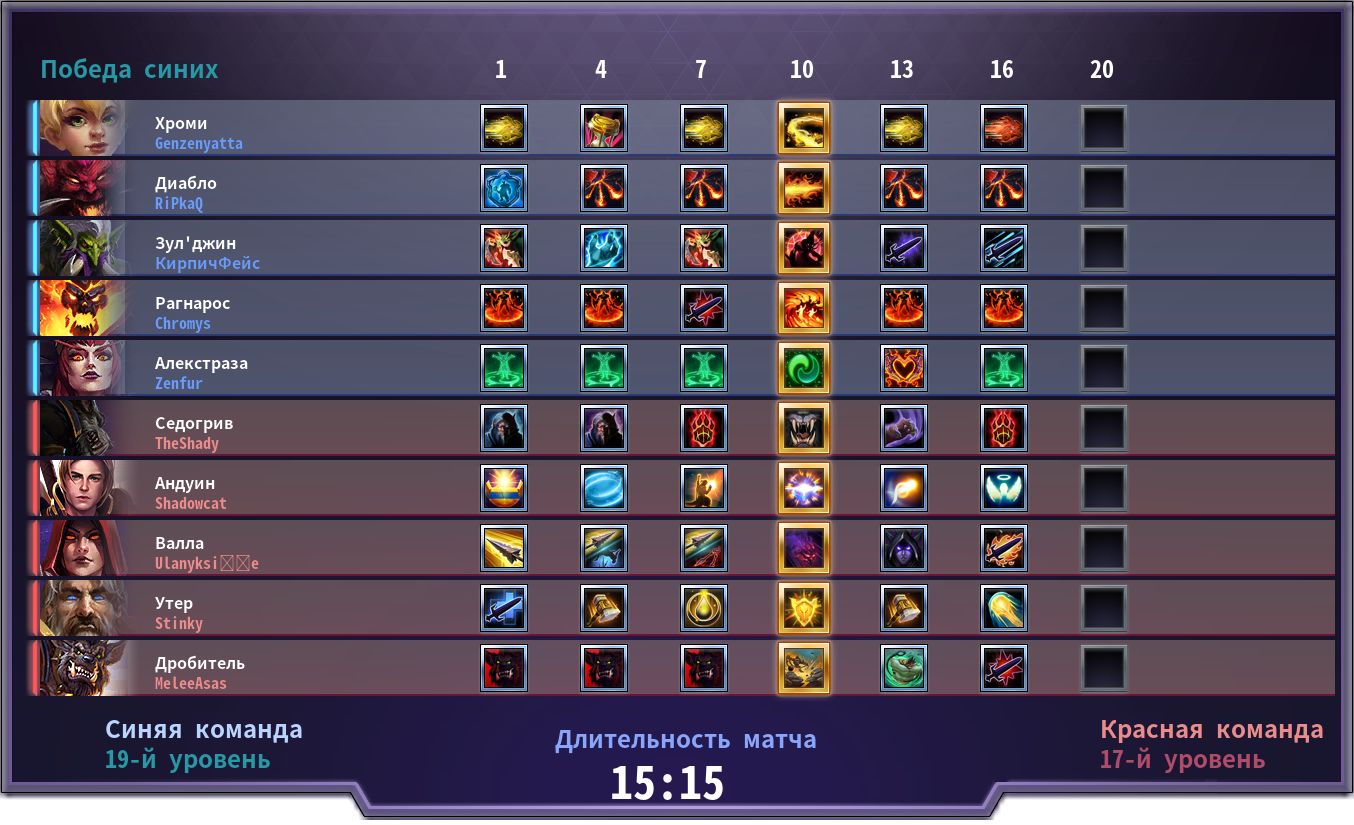 Победа синих 1 4 7 10 13 16 20
Хроми
Genzenyatta
Диабло
RiPkaQ
Зул'джин
КирпичФейс
Рагнарос
Chromys
Алекстраза
Zenfur
Седогрив
TheShady
Андуин
Shadowcat
Валла
Ulanyksi□□e
Утер
Stinky
Дробитель
MeleeAsas
Синяя команда
19-й уровень
Длительность матча
15:15
Красная команда
17-й уровень